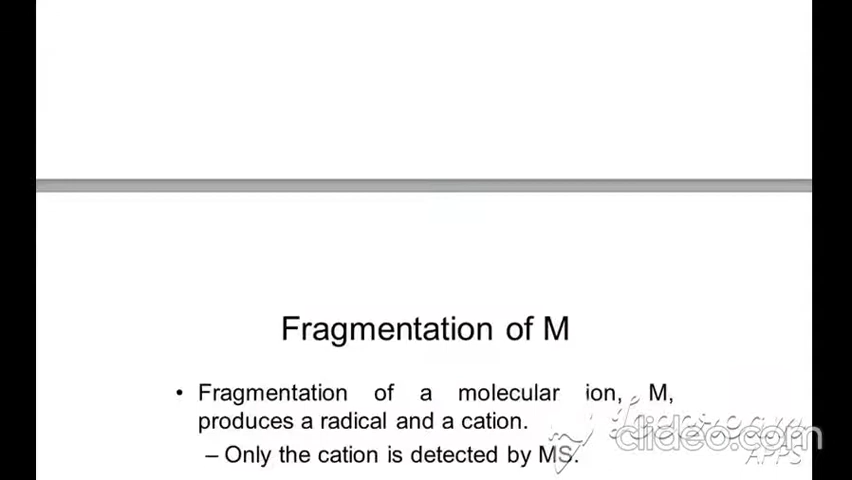 Fragmentation of M
• Fragmentation of a molecular ion, M,
produces a radical and a cation.
– Only the cation is detected by MS.
clideo.com
APPS